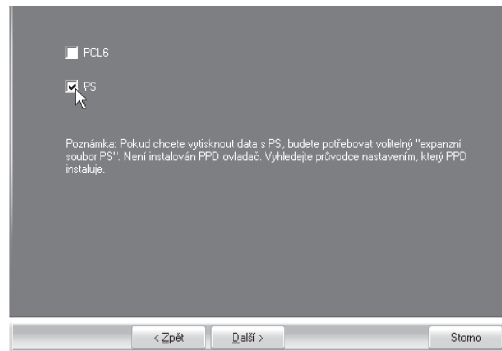 PCL6
PS
Poznámka: Pokud chcete vytisknout data s PS, budete potřebovat volitelný "expanzní
soubor PS". Není instalován PPD ovladač. Vyhledejte průvodce nastavením, který PPD
instaluje.
< Zpět
Další >
Storno